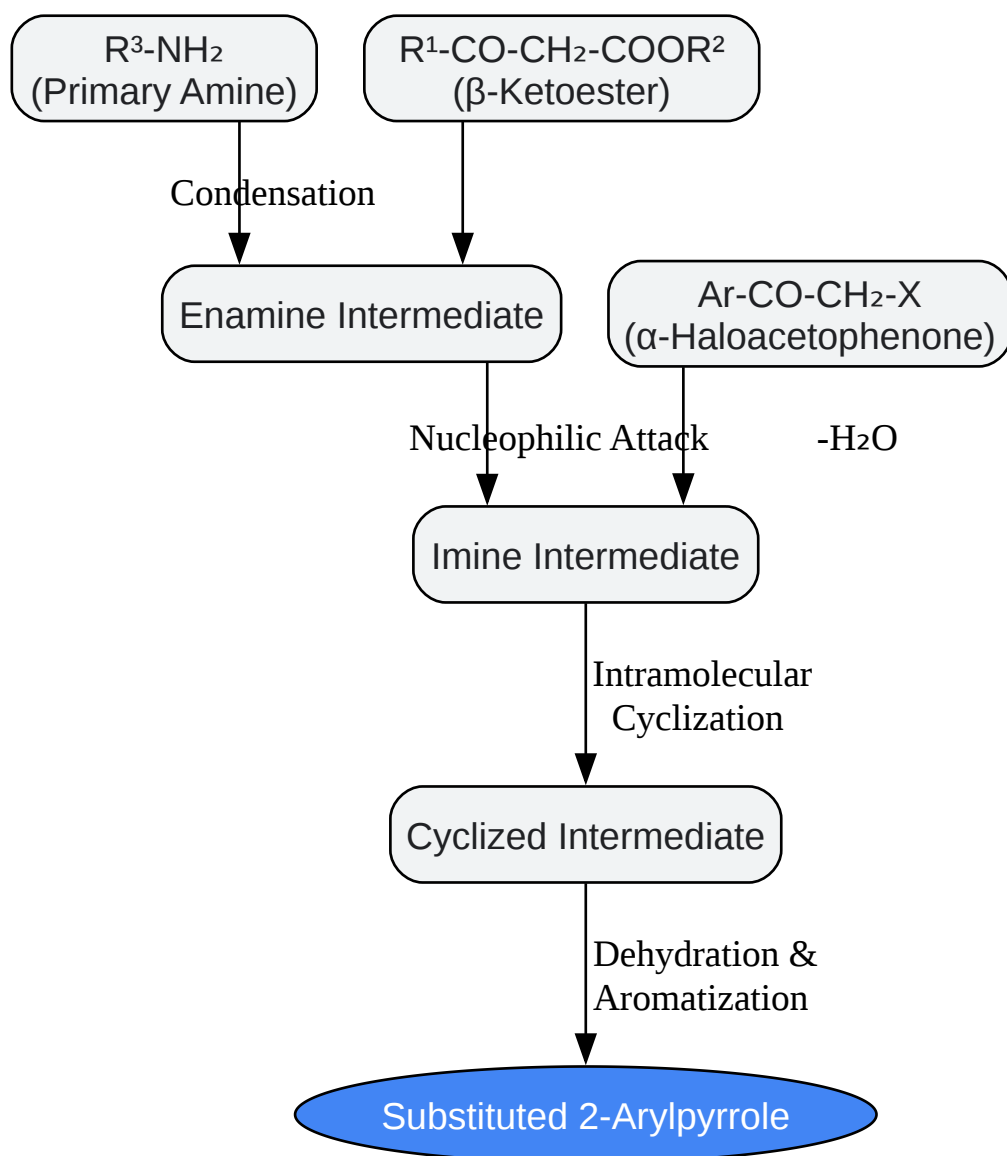 R³-NH₂
(Primary Amine)
R¹-CO-CH₂-COOR²
(β-Ketoester)
Condensation
Enamine Intermediate
Ar-CO-CH₂-X
(α-Haloacetophenone)
Nucleophilic Attack
-H₂O
Imine Intermediate
Intramolecular
Cyclization
Cyclized Intermediate
Dehydration &
Aromatization
Substituted 2-Arylpyrrole